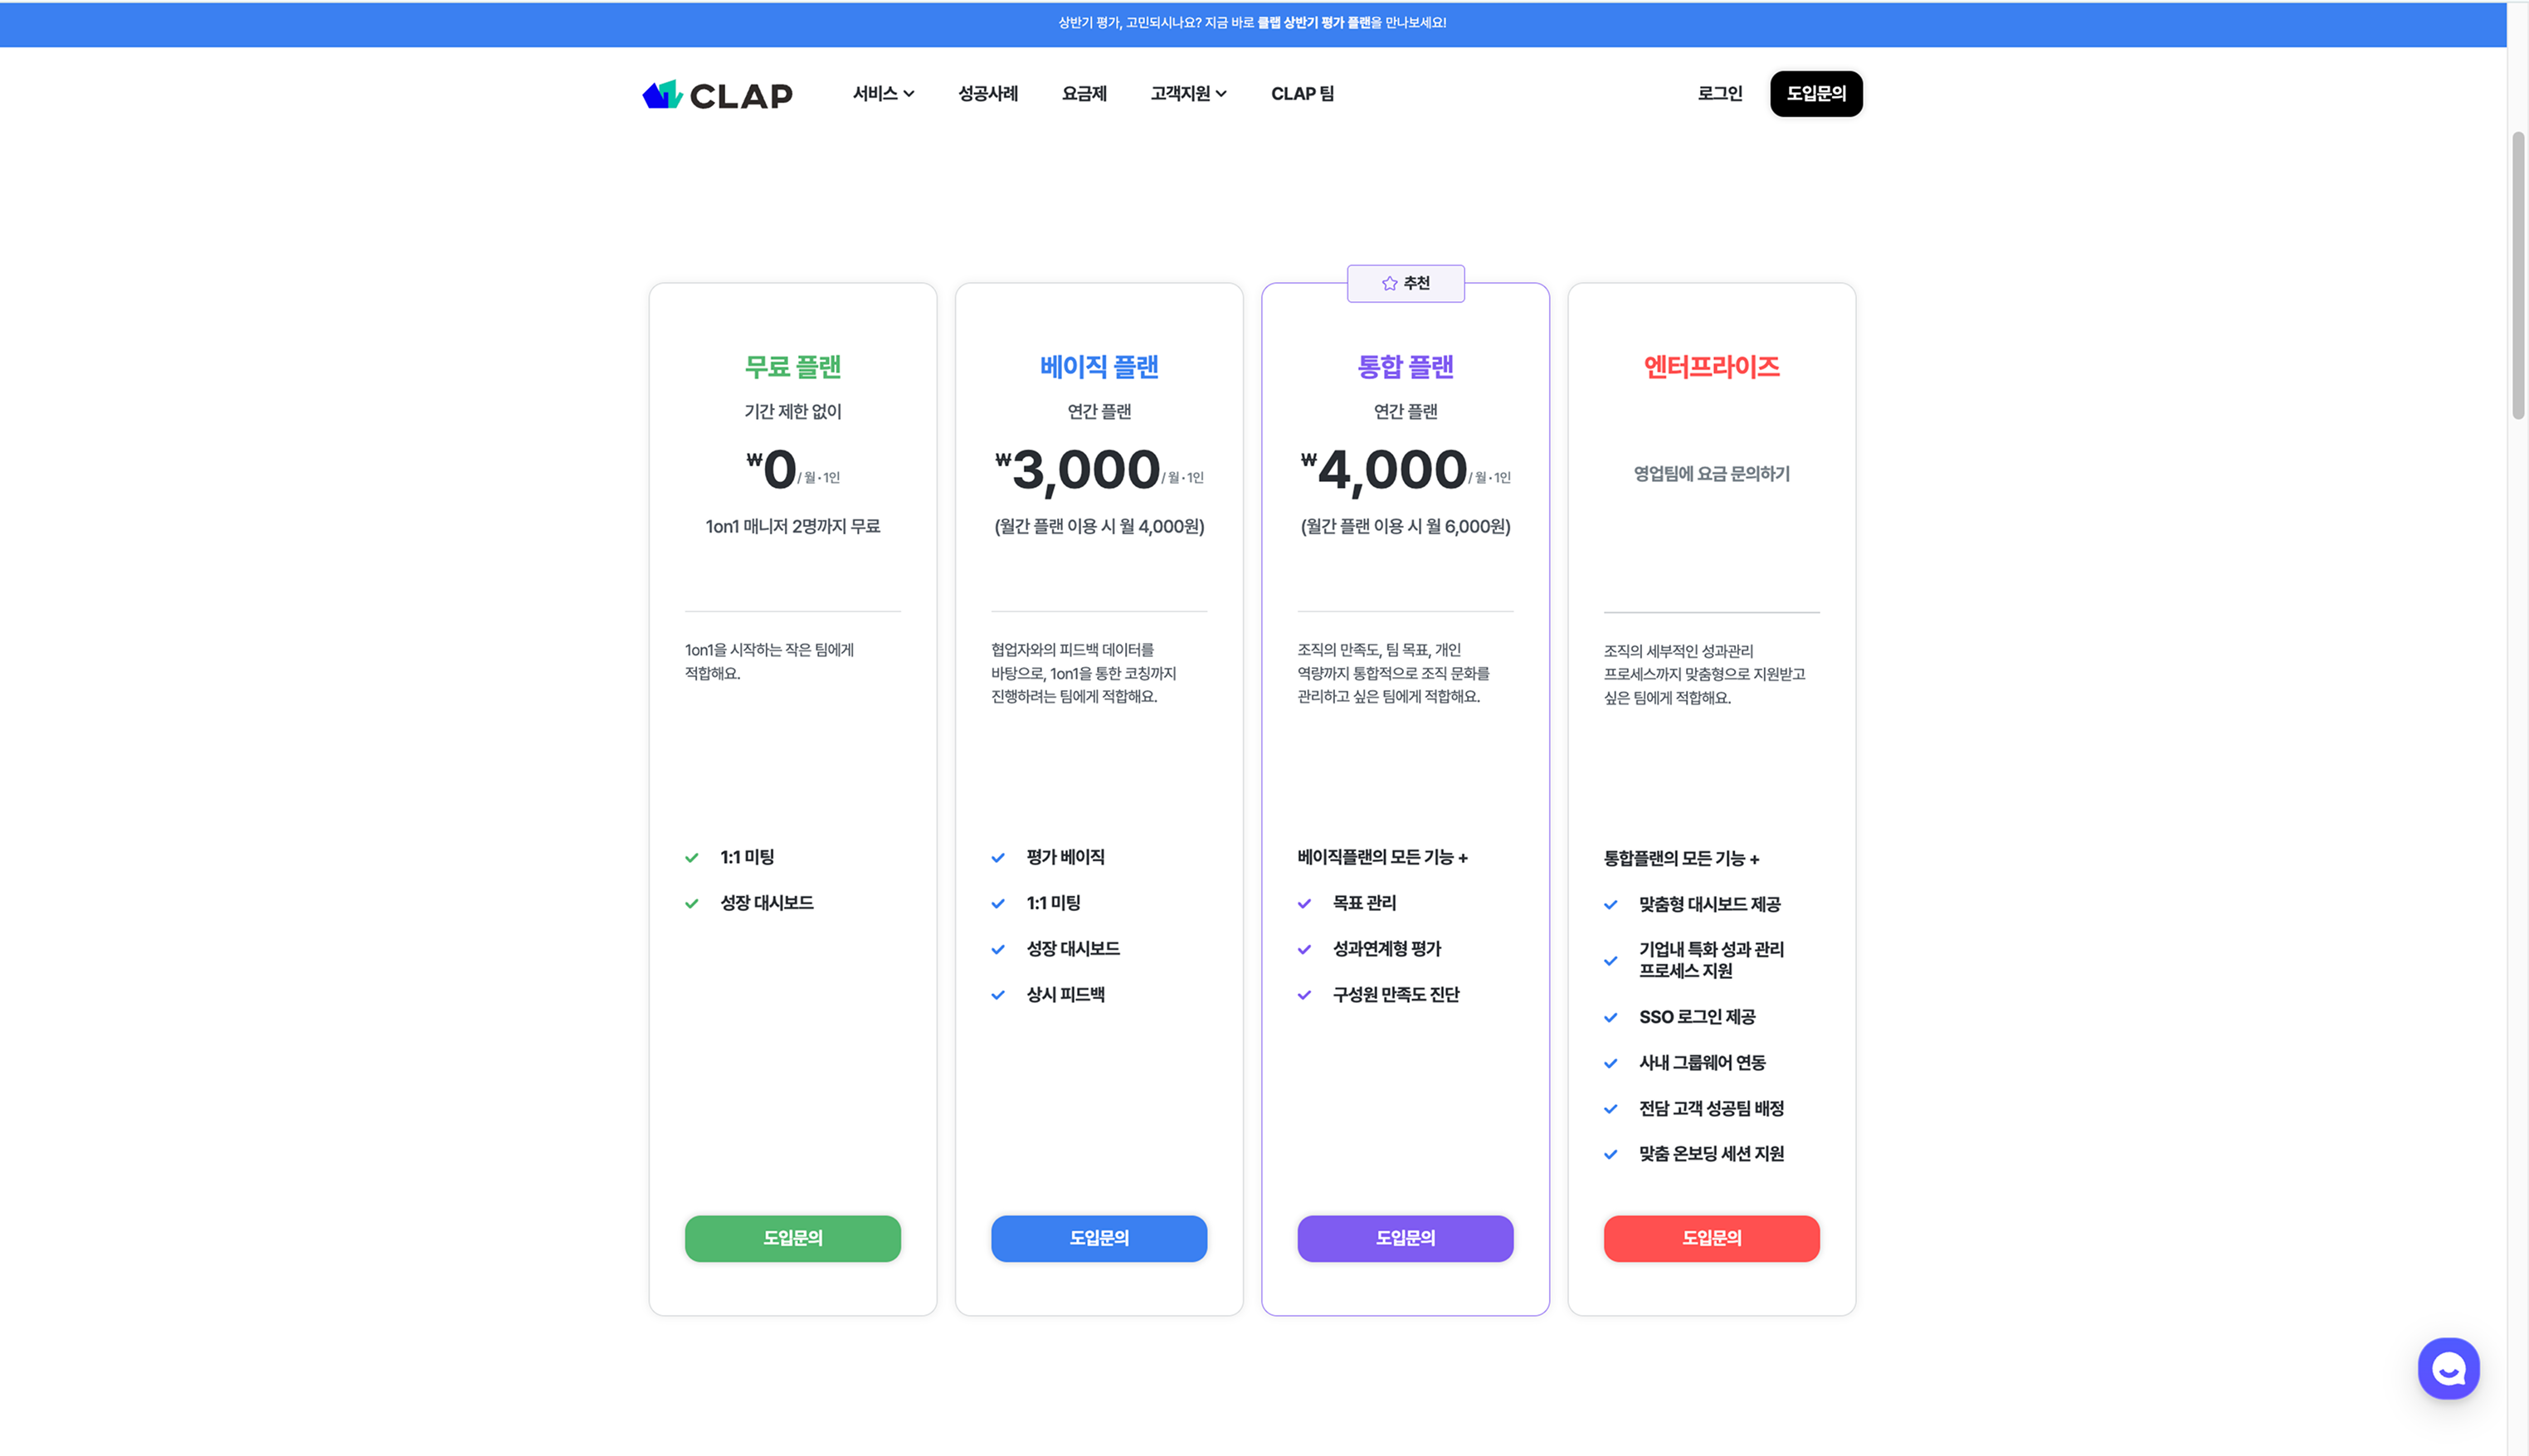 상반기 평가, 고민되시나요? 지금 바로 클랩 상반기 평가 플랜을 만나보세요!
CLAP 서비스 성공사례 요금제 고객지원 CLAP 팀 로그인 도입문의
추천
무료 플랜
기간 제한 없이
₩0/ 월·1인
1on1 매니저 2명까지 무료
1on1을 시작하는 작은 팀에게
적합해요.
1:1 미팅
성장 대시보드
도입문의
베이직 플랜
연간 플랜
₩3,000/ 월·1인
(월간 플랜 이용 시 월 4,000원)
협업자와의 피드백 데이터를
바탕으로, 1on1을 통한 코칭까지
진행하려는 팀에게 적합해요.
평가 베이직
1:1 미팅
성장 대시보드
상시 피드백
도입문의
통합 플랜
연간 플랜
₩4,000/ 월·1인
(월간 플랜 이용 시 월 6,000원)
조직의 만족도, 팀 목표, 개인
역량까지 통합적으로 조직 문화를
관리하고 싶은 팀에게 적합해요.
베이직플랜의 모든 기능 +
목표 관리
성과연계형 평가
구성원 만족도 진단
도입문의
엔터프라이즈
영업팀에 요금 문의하기
조직의 세부적인 성과관리
프로세스까지 맞춤형으로 지원받고
싶은 팀에게 적합해요.
통합플랜의 모든 기능 +
맞춤형 대시보드 제공
기업내 특화 성과 관리
프로세스 지원
SSO 로그인 제공
사내 그룹웨어 연동
전담 고객 성공팀 배정
맞춤 온보딩 세션 지원
도입문의